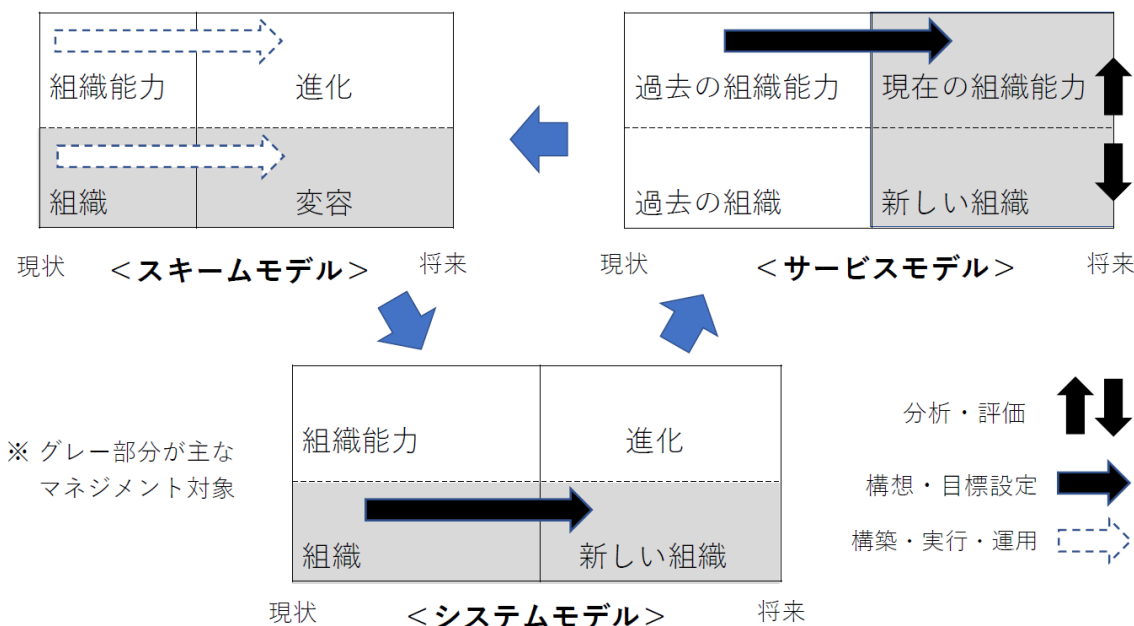 組織能力 進化
組織 変容
現状 <スキームモデル> 将来
過去の組織能力 現在の組織能力
過去の組織 新しい組織
現状 <サービスモデル> 将来
※ グレー部分が主な
マネジメント対象
組織能力 進化
組織 新しい組織
現状 <システムモデル> 将来
分析・評価
構想・目標設定
構築・実行・運用